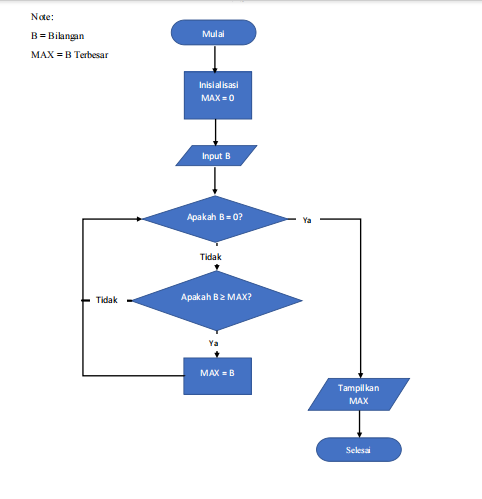 Note:
B = Bilangan
MAX = B Terbesar
Mulai
Inisialisasi
MAX = 0
Input B
Apakah B = 0?
Ya
Tidak
Apakah B ≥ MAX?
Tidak
Ya
MAX = B
Tampilkan
MAX
Selesai